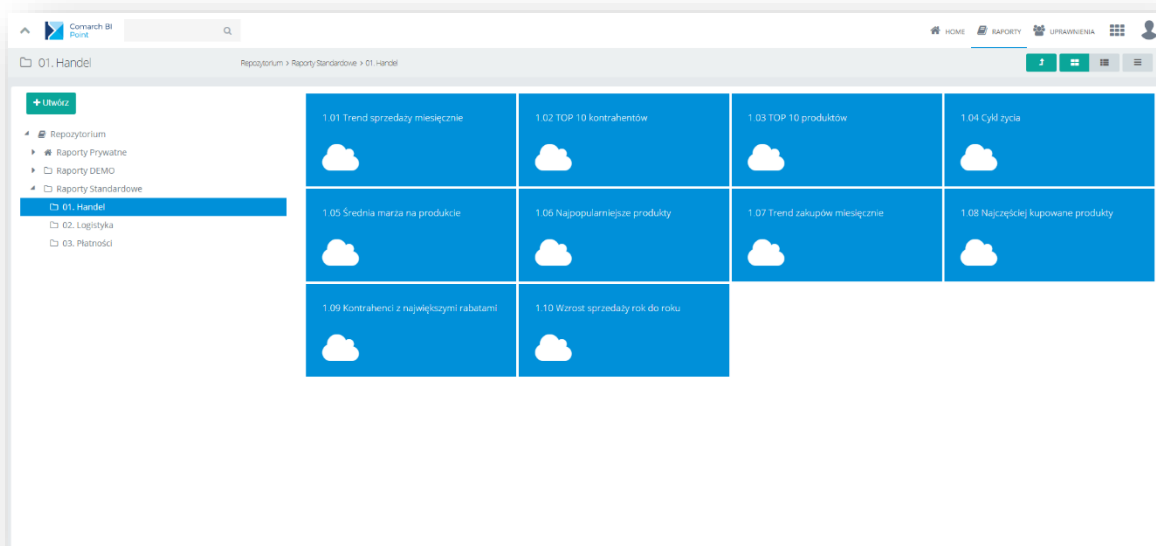 Comarch BI
Point
HOME
RAPORTY
UPRAWNIENIA
01. Handel
Repozytorium > Raporty Standardowe > 01. Handel
+ Utwórz
Repozytorium
Raporty Prywatne
Raporty DEMO
Raporty Standardowe
01. Handel
02. Logistyka
03. Płatności
1.01 Trend sprzedaży miesięcznie
1.02 TOP 10 kontrahentów
1.03 TOP 10 produktów
1.04 Cykl życia
1.05 Średnia marza na produkcie
1.06 Najpopularniejsze produkty
1.07 Trend zakupów miesięcznie
1.08 Najczęściej kupowane produkty
1.09 Kontrahenci z największymi rabatami
1.10 Wzrost sprzedaży rok do roku